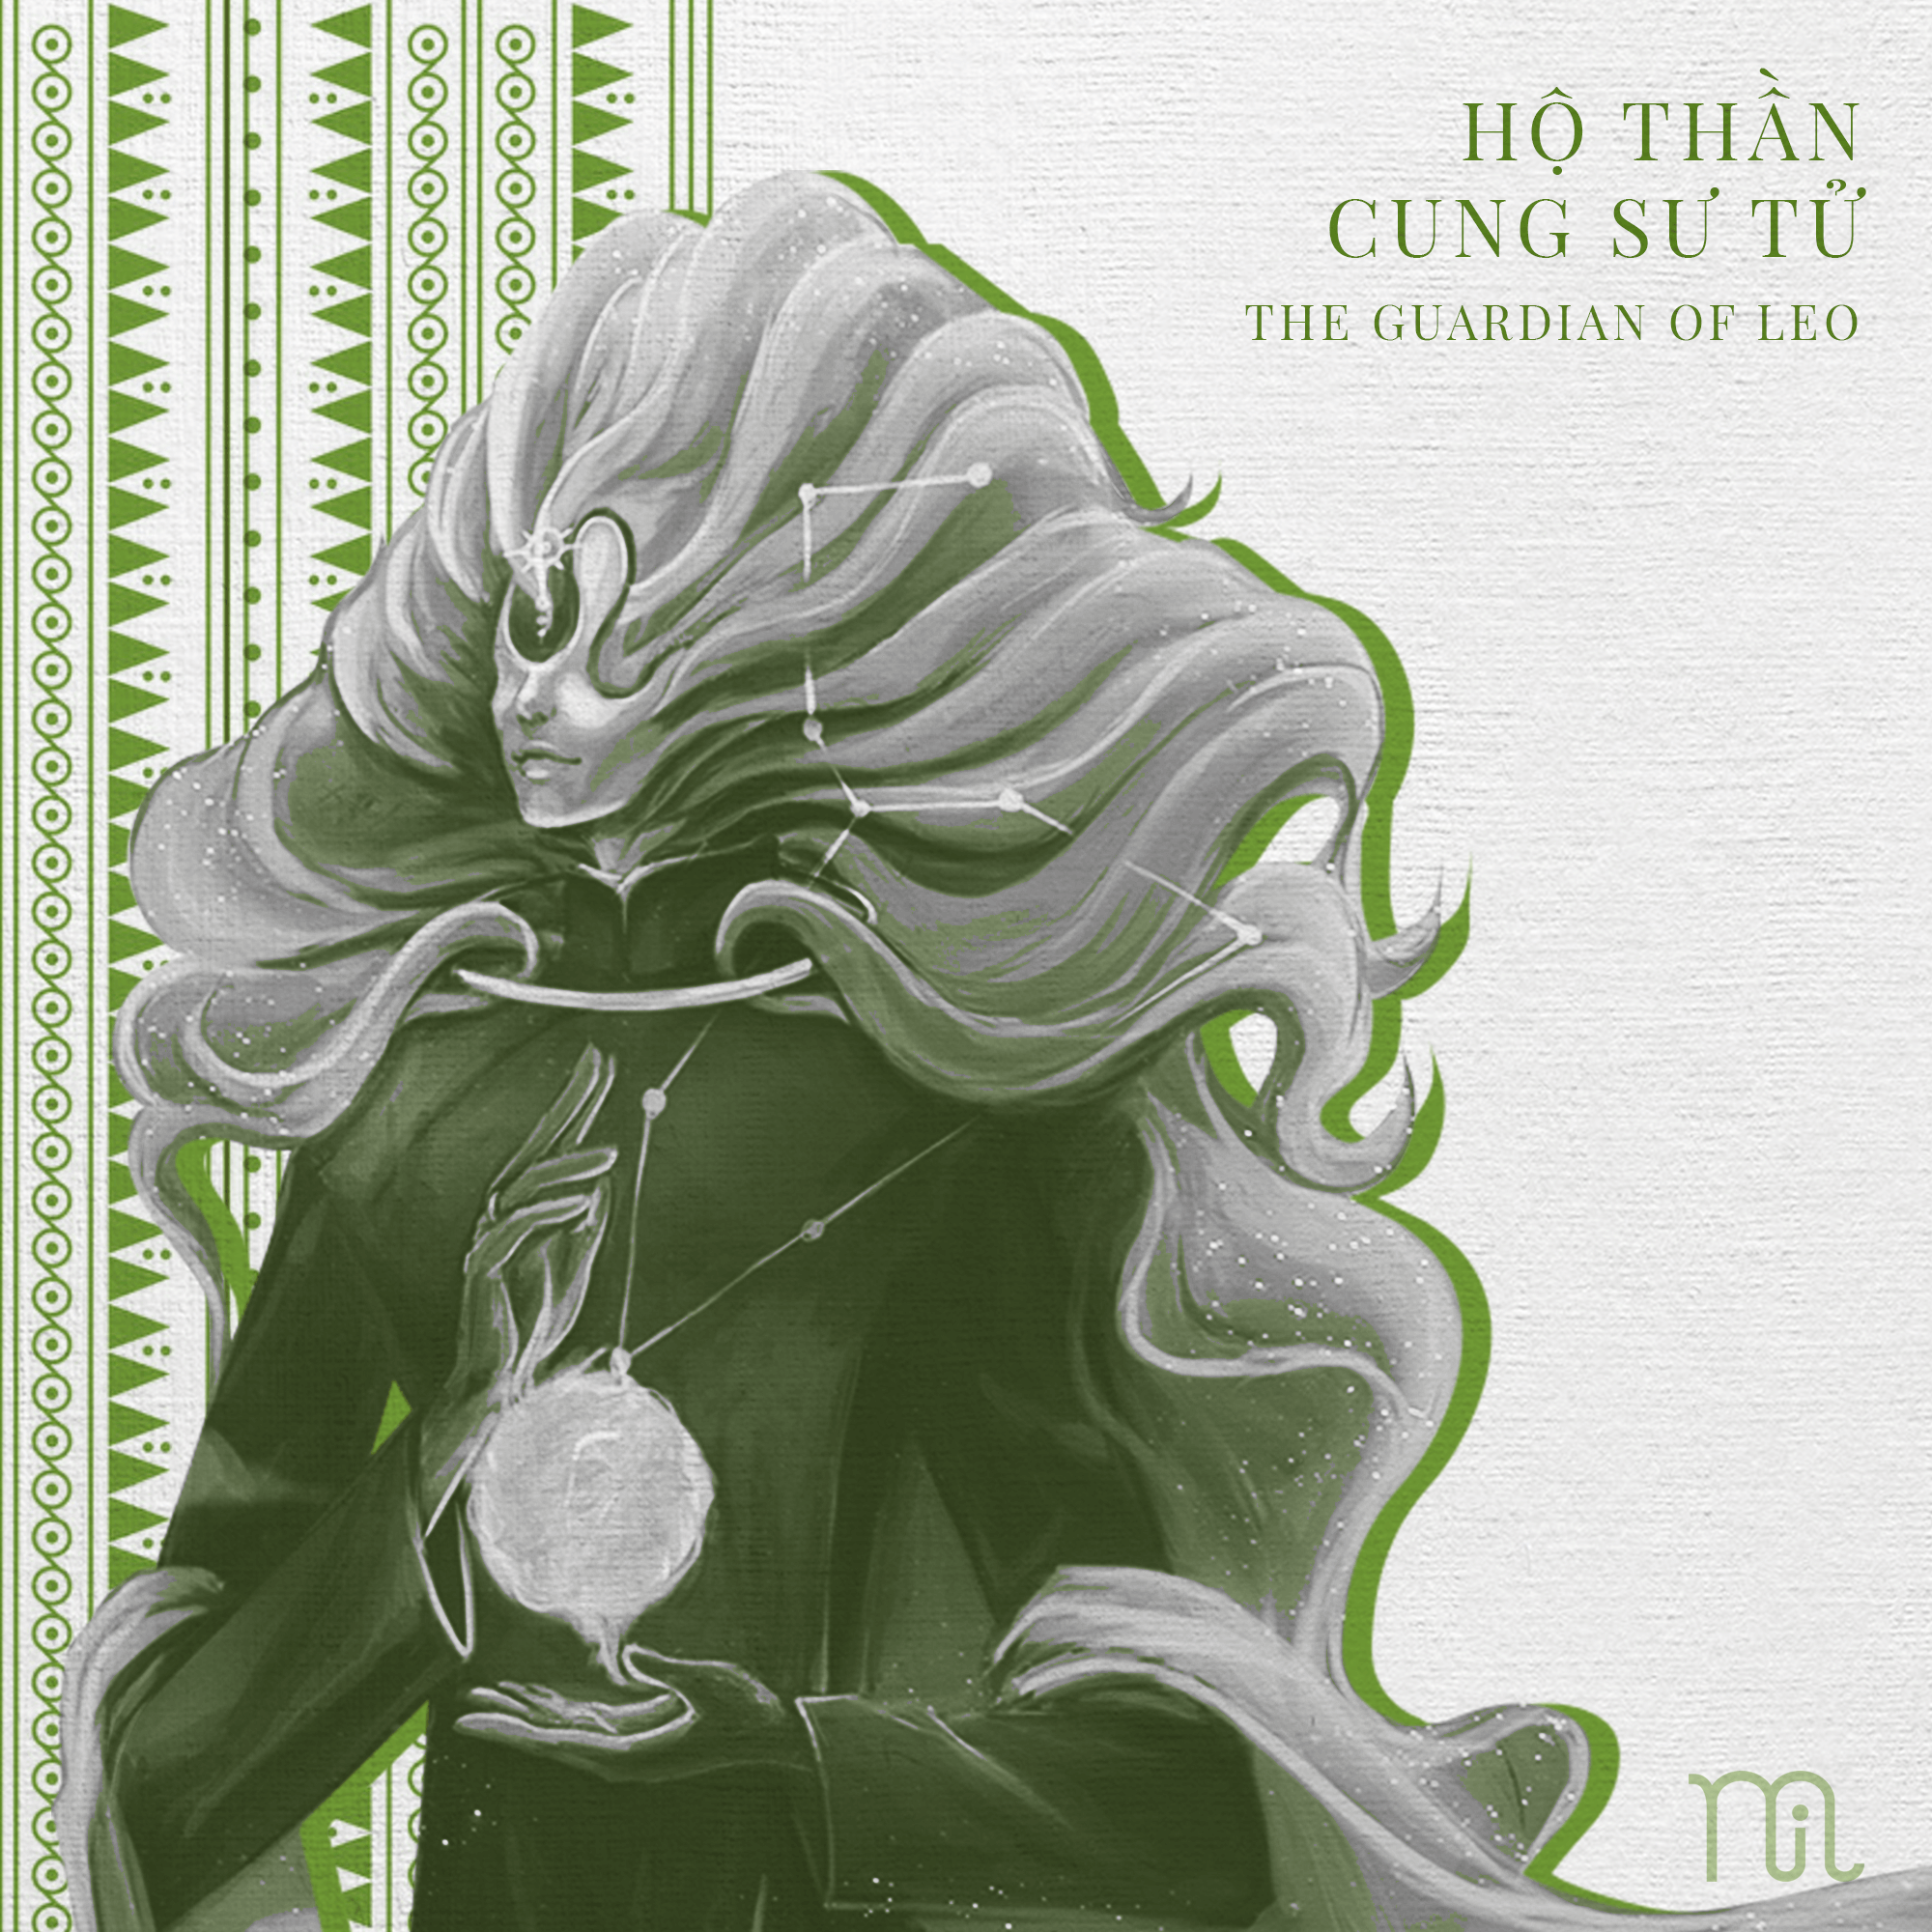 HỘ THẦN
CUNG SƯ TỬ
THE GUARDIAN OF LEO